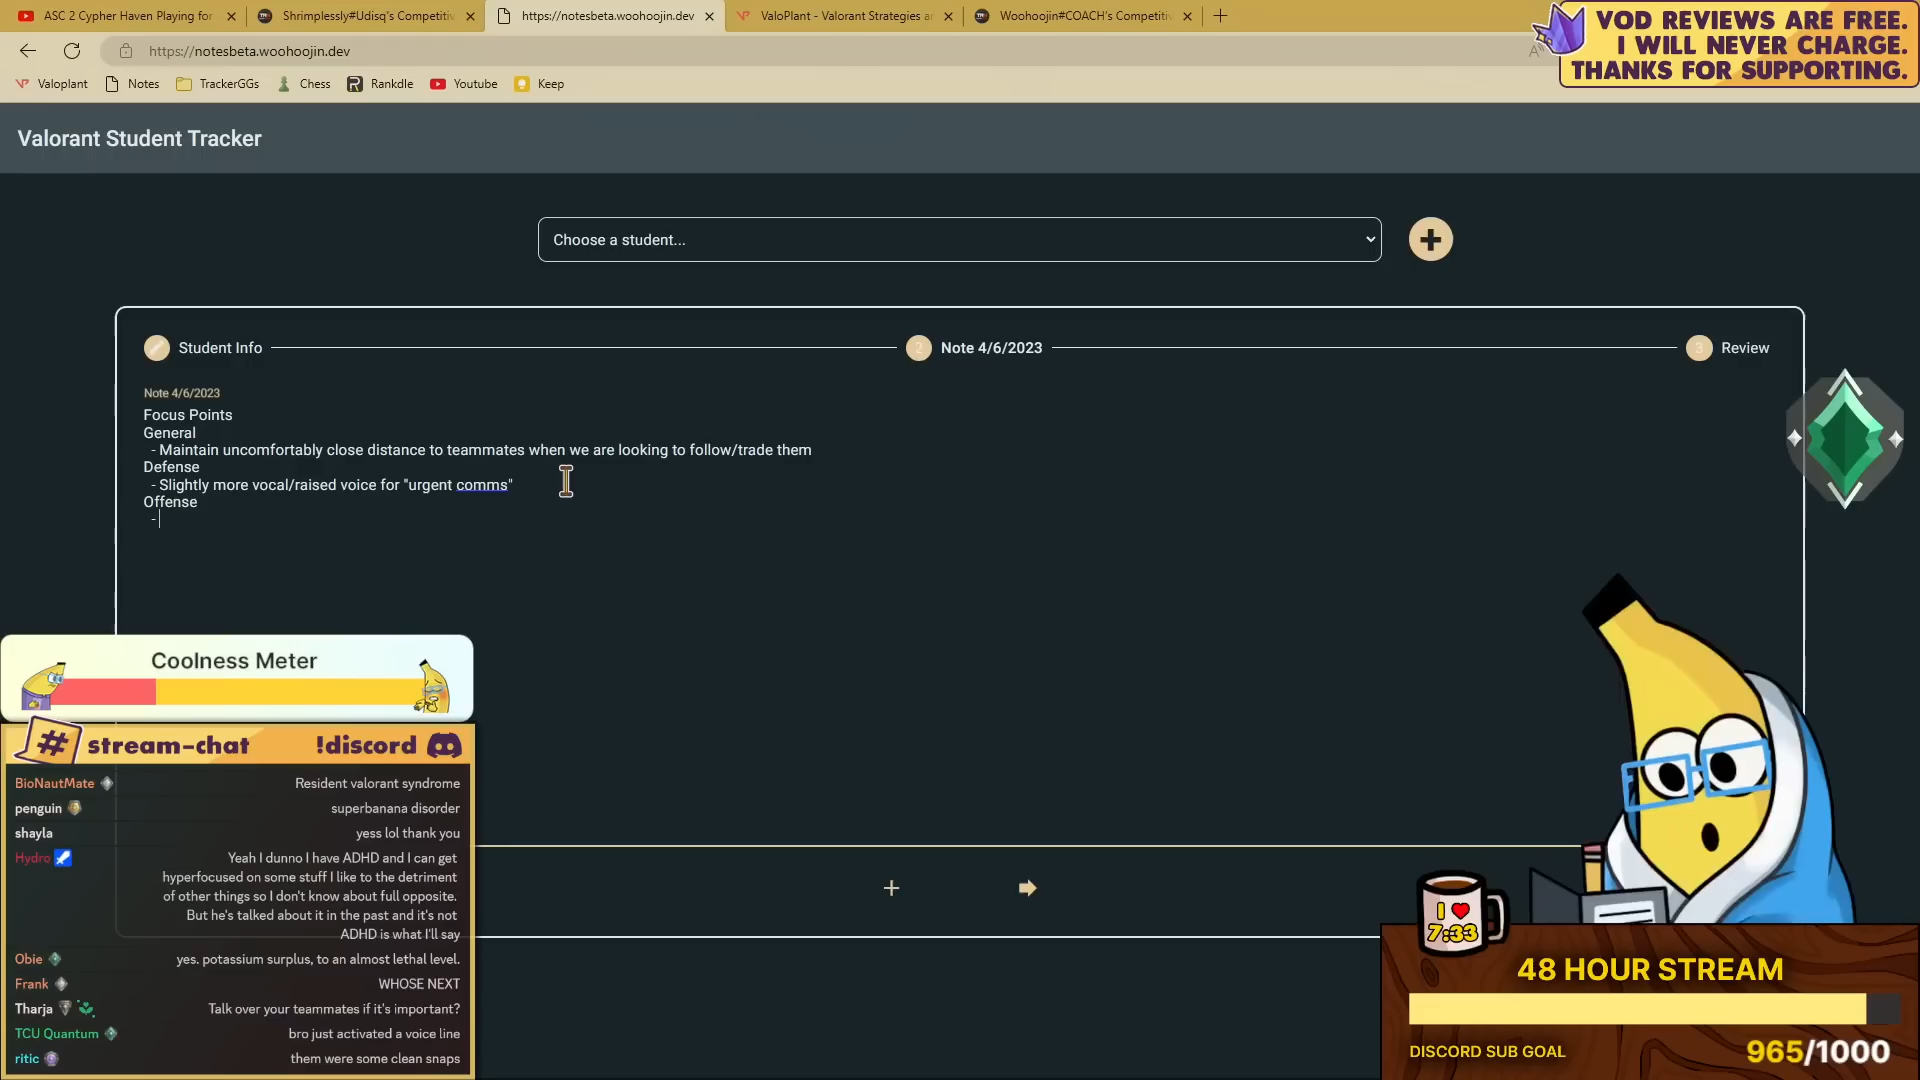 ASC 2 Cypher Haven Playing for
Shrimplessly#Udisq's Competitiv
https://notesbeta.woohoojin.dev
ValoPlant - Valorant Strategies a
Woohoojin#COACH's Competiti
https://notesbeta.woohoojin.dev
VOD REVIEWS ARE FREE.
I WILL NEVER CHARGE.
THANKS FOR SUPPORTING.
Valoplant
Notes
TrackerGGs
Chess
Rankdle
Youtube
Keep
Valorant Student Tracker
Choose a student...
Student Info
2 Note 4/6/2023
3 Review
Note 4/6/2023
Focus Points
General
- Maintain uncomfortably close distance to teammates when we are looking to follow/trade them
Defense
- Slightly more vocal/raised voice for "urgent comms"
Offense
-
Coolness Meter
# stream-chat !discord
BioNautMate Resident valorant syndrome
penguin superbanana disorder
shayla yess lol thank you
Hydro Yeah I dunno I have ADHD and I can get
hyperfocused on some stuff I like to the detriment
of other things so I don't know about full opposite.
But he's talked about it in the past and it's not
ADHD is what I'll say
Obie yes. potassium surplus, to an almost lethal level.
Frank WHOSE NEXT
Tharja Talk over your teammates if it's important?
TCU Quantum bro just activated a voice line
ritic them were some clean snaps
I
7:33
48 HOUR STREAM
DISCORD SUB GOAL 965/1000